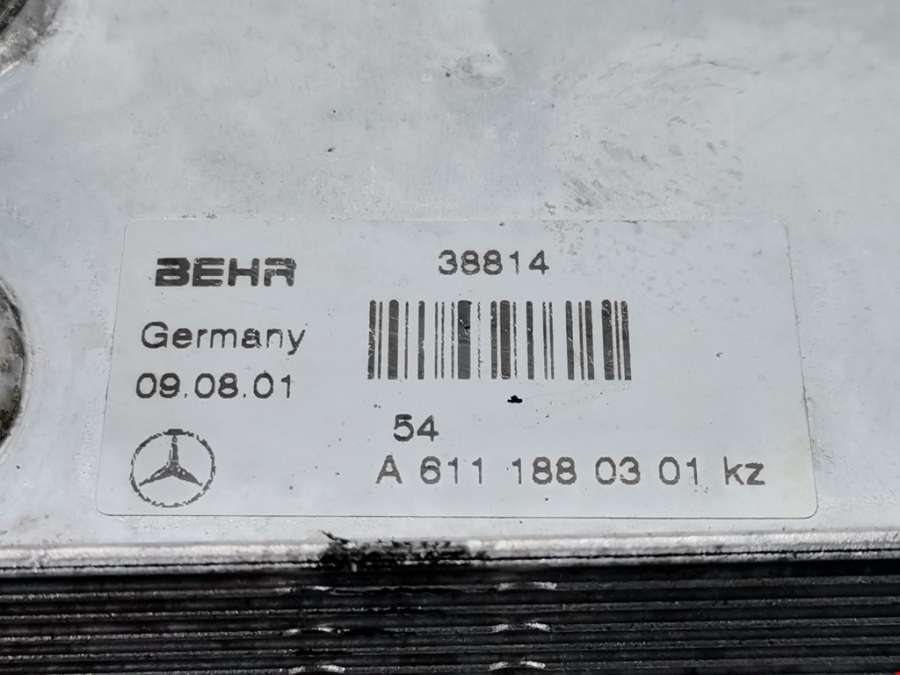 BEHR
Germany
09.08.01
38814
54
A 611 188 03 01 kz